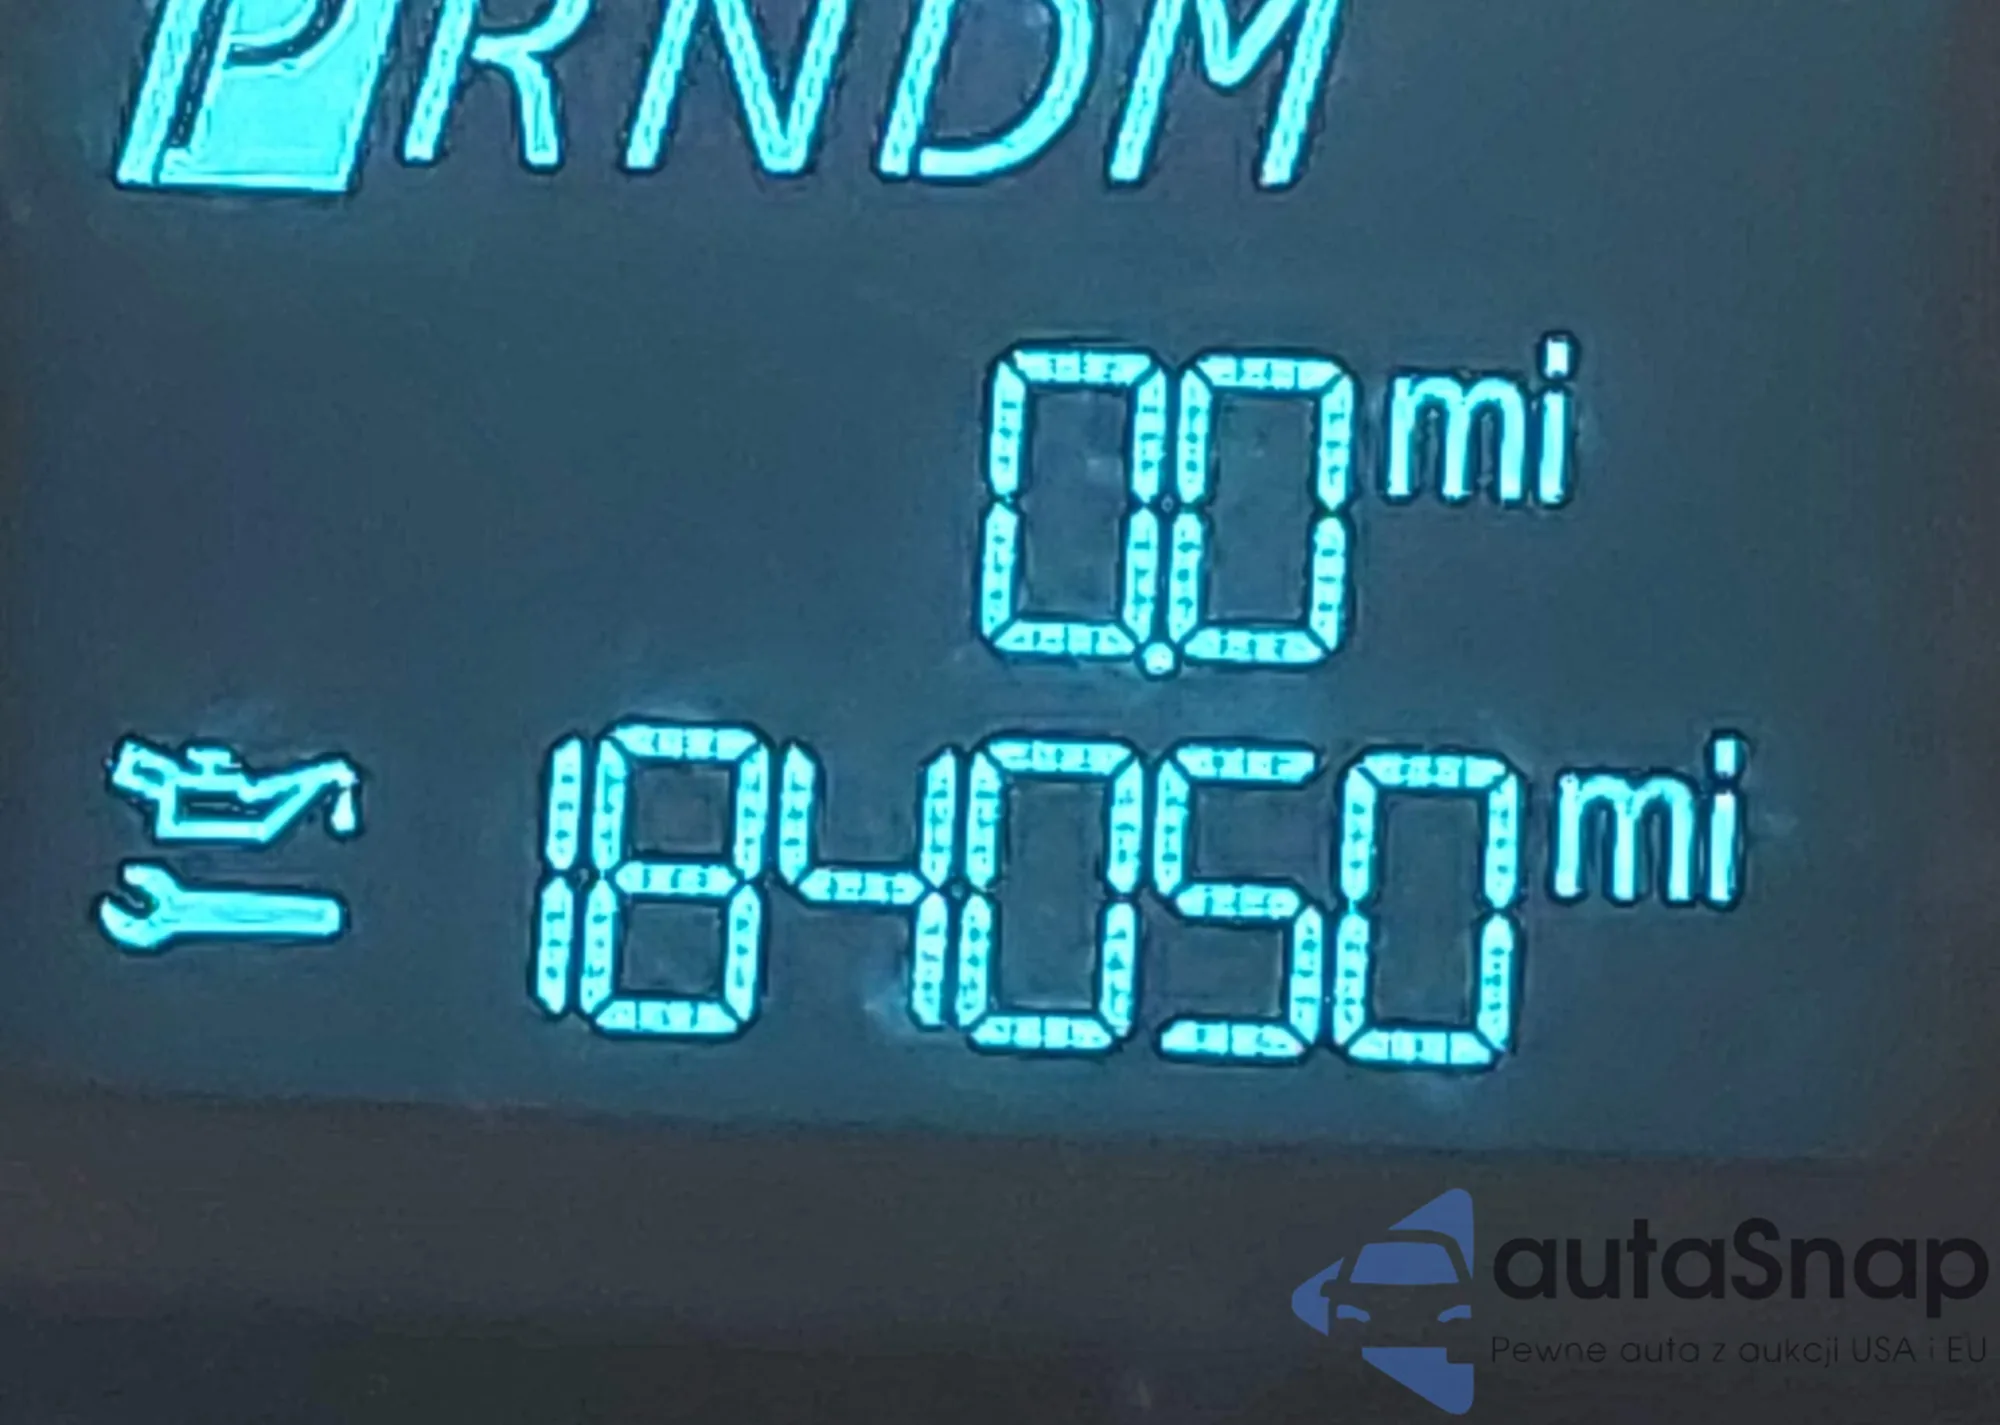 PRNDM
0.0 mi
184050 mi
autaSnap
Pewne auta z aukcji USA i EU